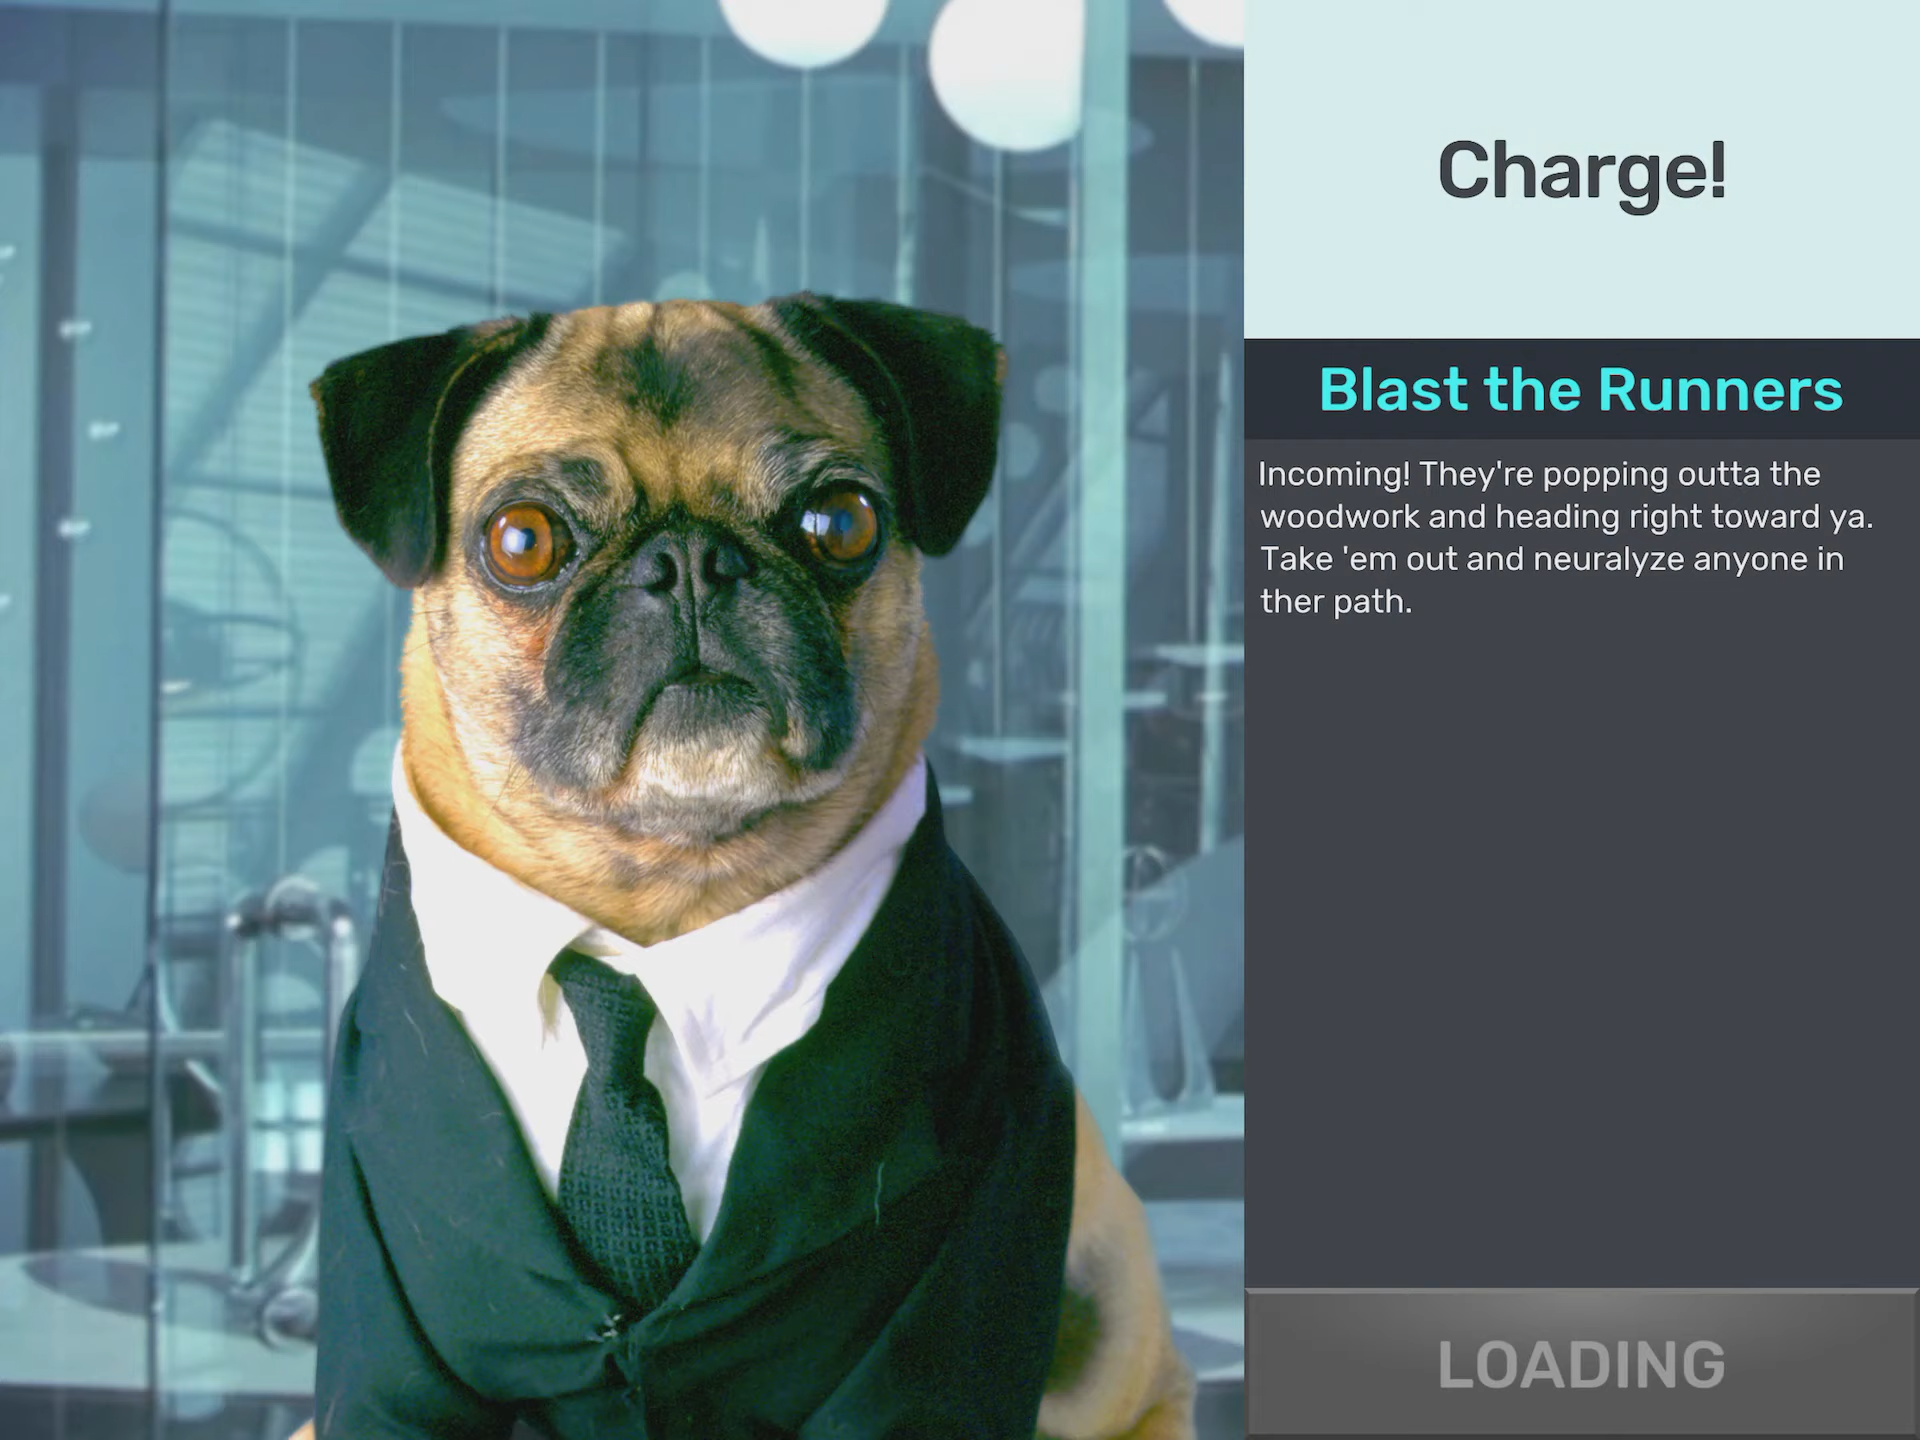 Charge!
Blast the Runners
Incoming! They're popping outta the
woodwork and heading right toward ya.
Take 'em out and neuralyze anyone in
ther path.
LOADING